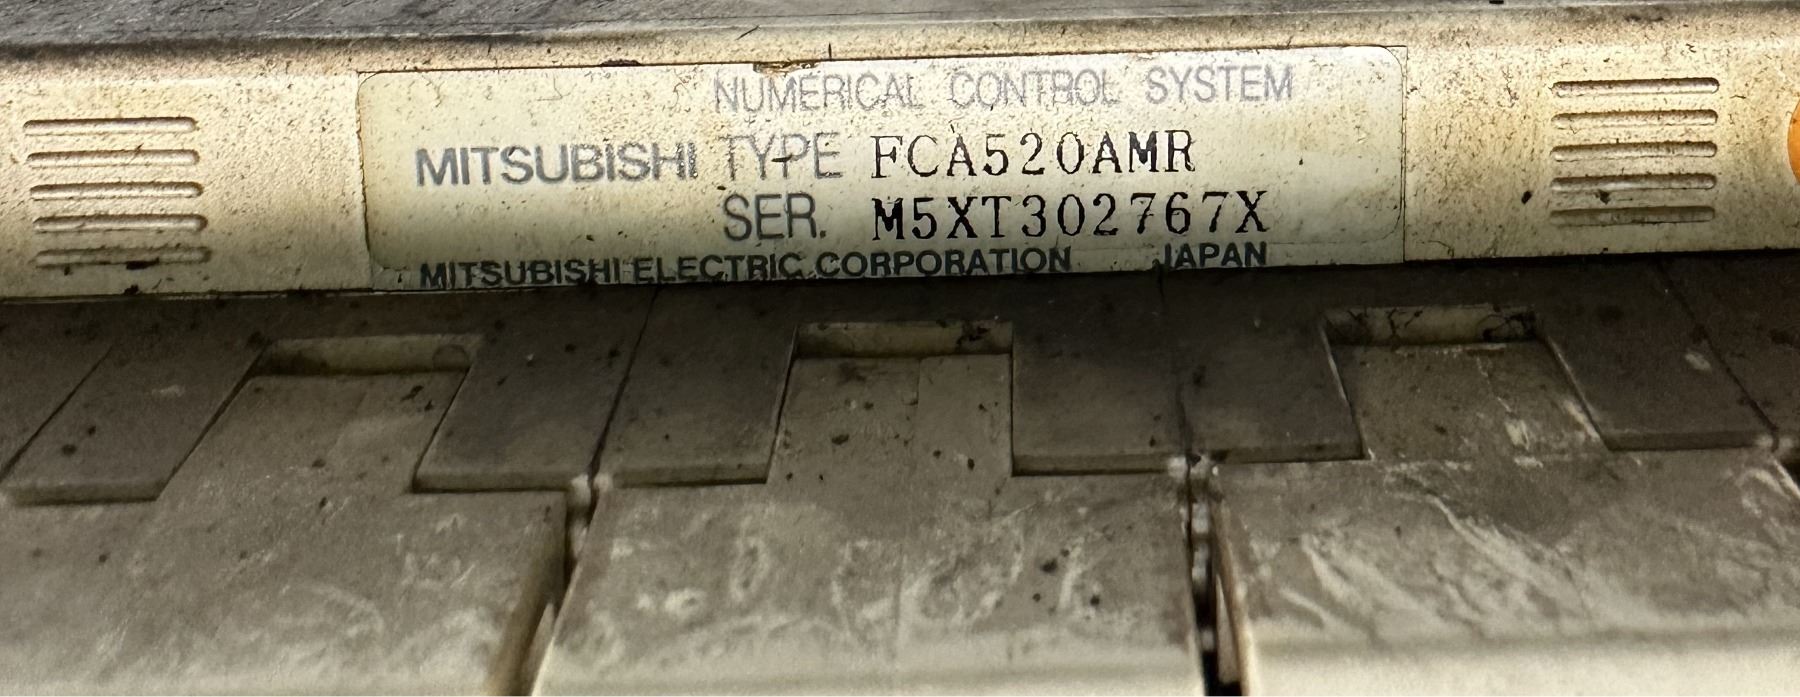 NUMERICAL CONTROL SYSTEM
MITSUBISHI TYPE FCA520AMR
SER. M5XT302767X
MITSUBISHI ELECTRIC CORPORATION JAPAN